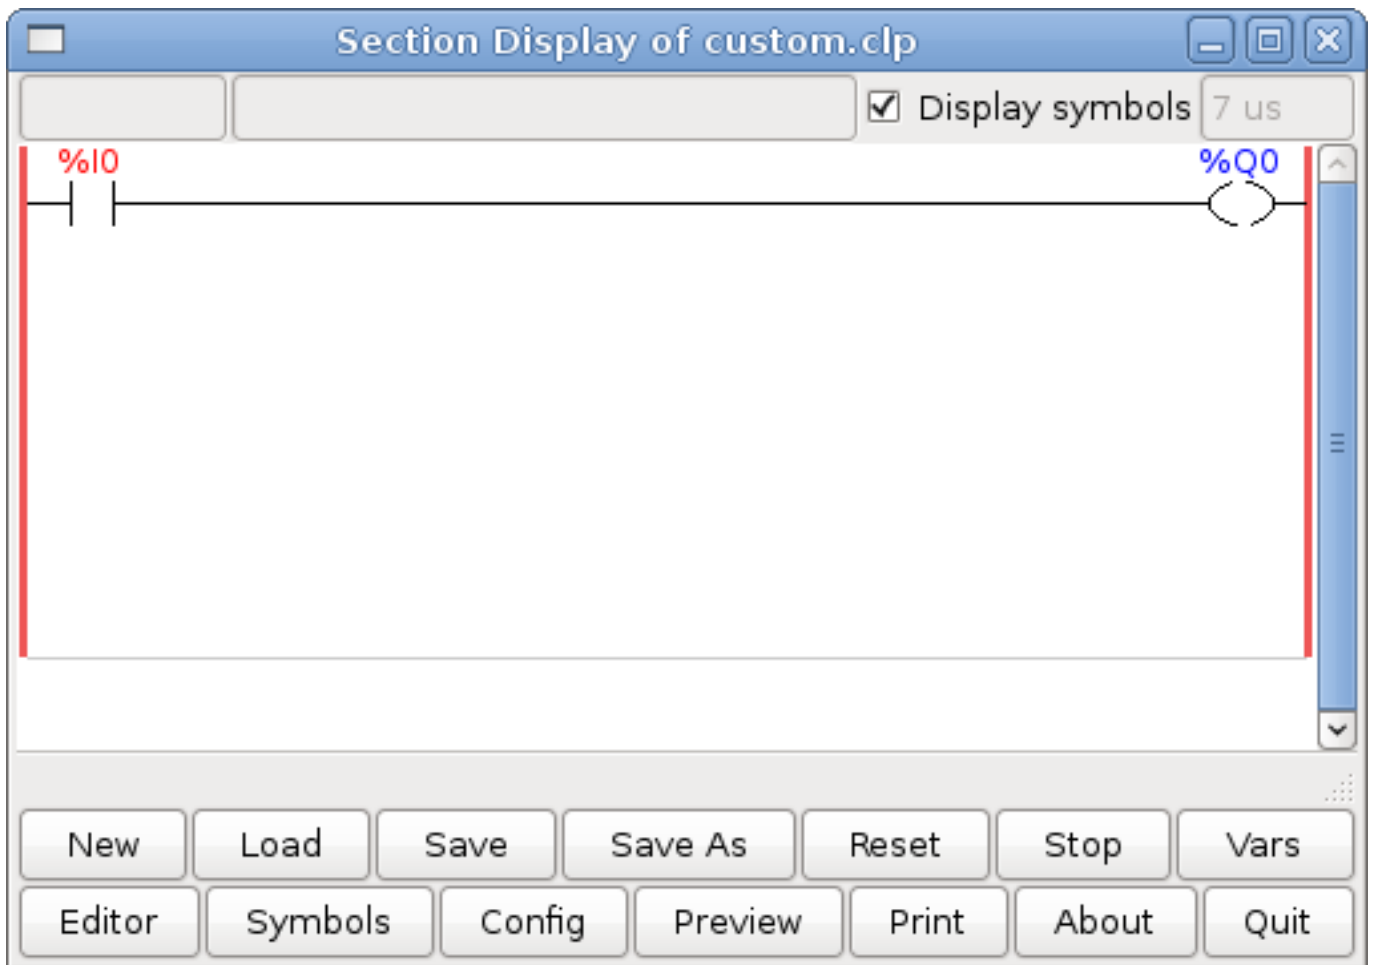 Section Display of custom.clp
Display symbols 7 us
%I0 %Q0
New Load Save Save As Reset Stop Vars
Editor Symbols Config Preview Print About Quit